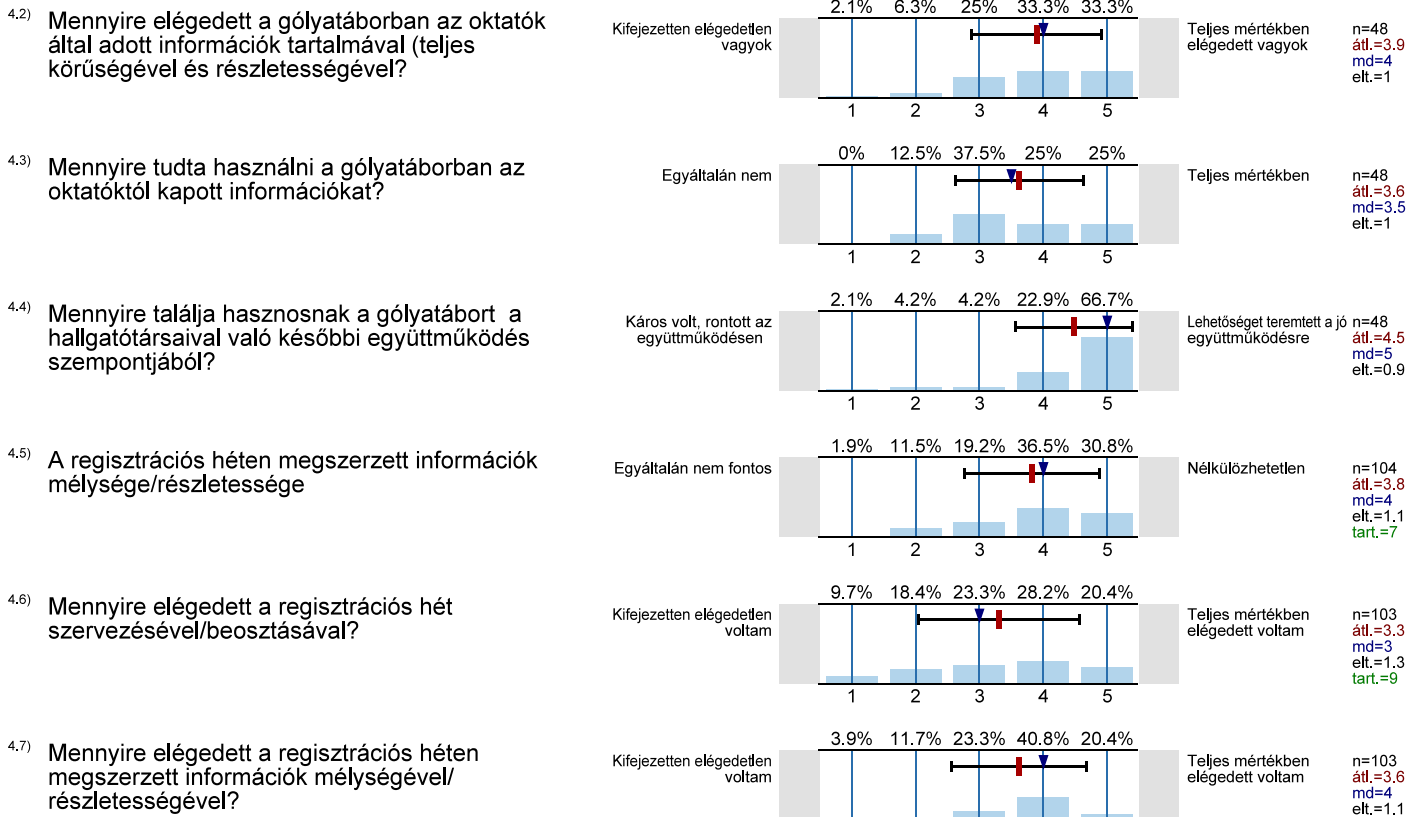 4.2) Mennyire elégedett a gólyatáborban az oktatók
által adott információk tartalmával (teljes
körűségével és részletességével?
Kifejezetten elégedetlen
vagyok
2.1% 6.3% 25% 33.3% 33.3%
1 2 3 4 5
Teljes mértékben
elégedett vagyok
n=48
átl.=3.9
md=4
elt.=1
4.3) Mennyire tudta használni a gólyatáborban az
oktatóktól kapott információkat?
Egyáltalán nem
0% 12.5% 37.5% 25% 25%
1 2 3 4 5
Teljes mértékben
n=48
átl.=3.6
md=3.5
elt.=1
4.4) Mennyire találja hasznosnak a gólyatábort a
hallgatótársaival való későbbi együttműködés
szempontjából?
Káros volt, rontott az
együttműködésen
2.1% 4.2% 4.2% 22.9% 66.7%
1 2 3 4 5
Lehetőséget teremtett a jó
együttműködésre
n=48
átl.=4.5
md=5
elt.=0.9
4.5) A regisztrációs héten megszerzett információk
mélysége/részletessége
Egyáltalán nem fontos
1.9% 11.5% 19.2% 36.5% 30.8%
1 2 3 4 5
Nélkülözhetetlen
n=104
átl.=3.8
md=4
elt.=1.1
tart.=7
4.6) Mennyire elégedett a regisztrációs hét
szervezésével/beosztásával?
Kifejezetten elégedetlen
voltam
9.7% 18.4% 23.3% 28.2% 20.4%
1 2 3 4 5
Teljes mértékben
elégedett voltam
n=103
átl.=3.3
md=3
elt.=1.3
tart.=9
4.7) Mennyire elégedett a regisztrációs héten
megszerzett információk mélységével/
részletességével?
Kifejezetten elégedetlen
voltam
3.9% 11.7% 23.3% 40.8% 20.4%
Teljes mértékben
elégedett voltam
n=103
átl.=3.6
md=4
elt.=1.1